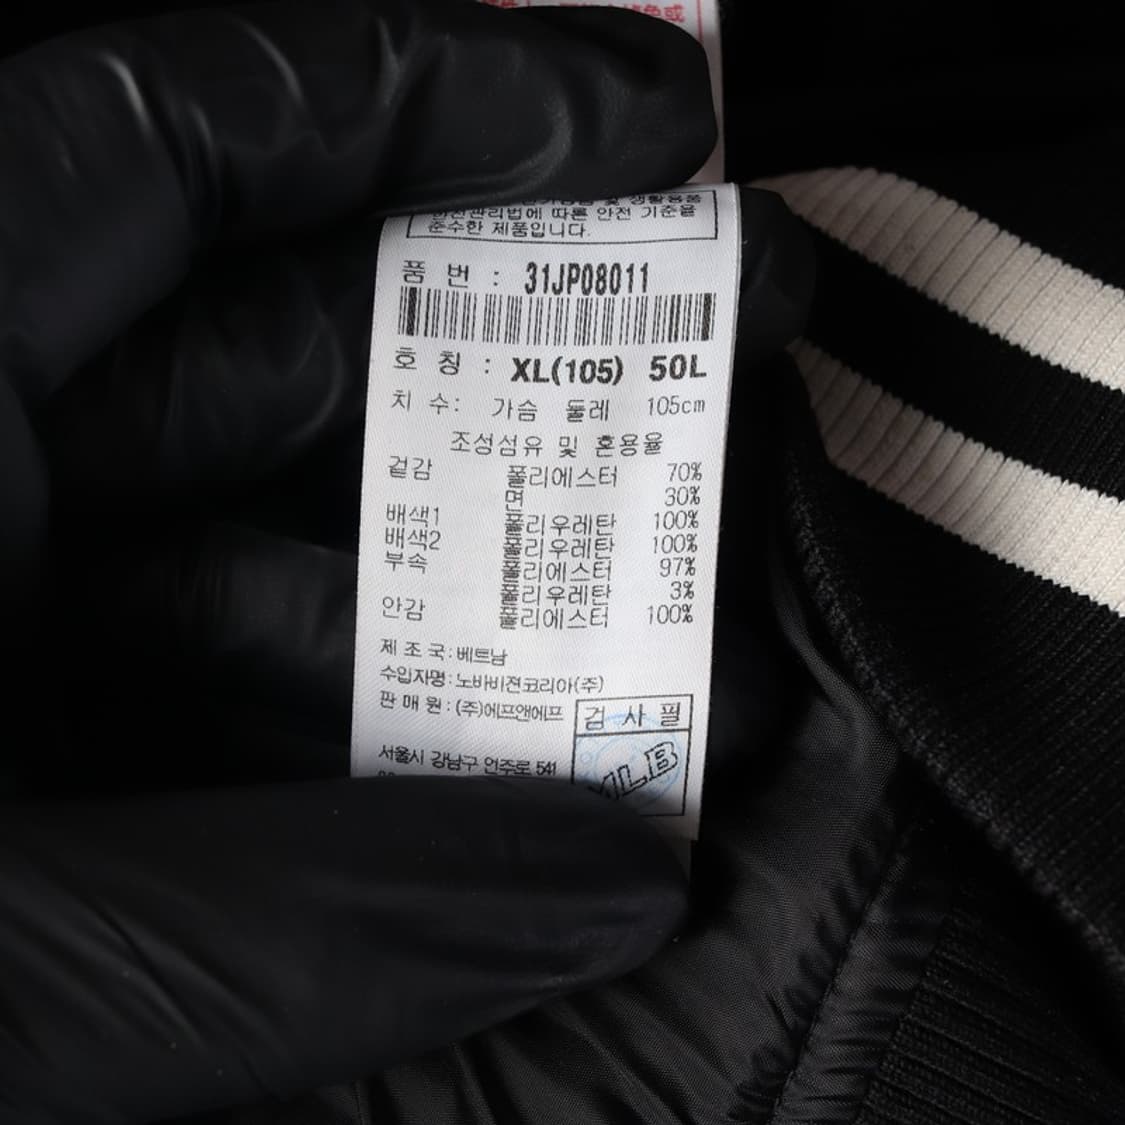 안전관리법에 따른 안전 기준을
준수한 제품입니다.
품 번 : 31JP08011
호 칭 : XL(105) 50L
치 수: 가슴 둘레 105cm
조성섬유 및 혼용율
겉감 폴리에스터 70%
면 30%
배색1 폴리우레탄 100%
배색2 폴리우레탄 100%
부속 폴리에스터 97%
폴리우레탄 3%
안감 폴리에스터 100%
제 조 국:베트남
수입자명:노바비젼코리아(주)
판 매 원:(주)에프앤에프
검 사 필
MLB
서울시 강남구 언주로 541